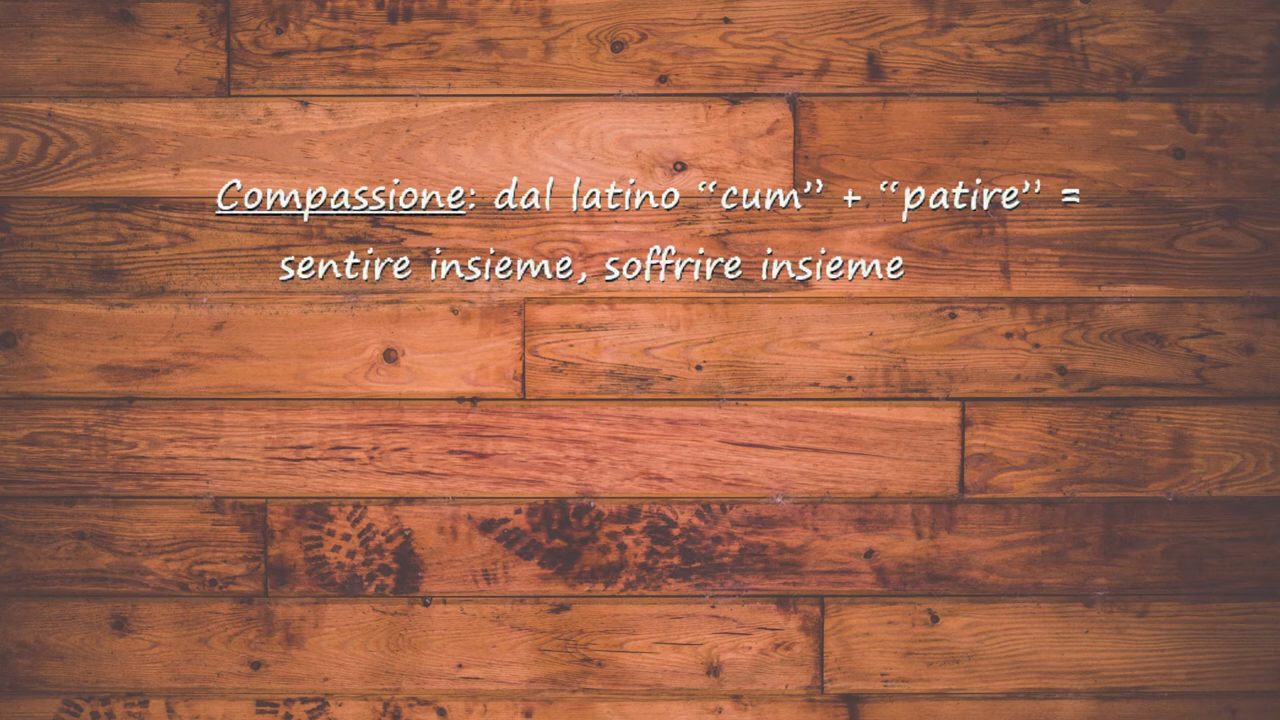 Compassione: dal latino “cum” + “patire” =
sentire insieme, soffrire insieme